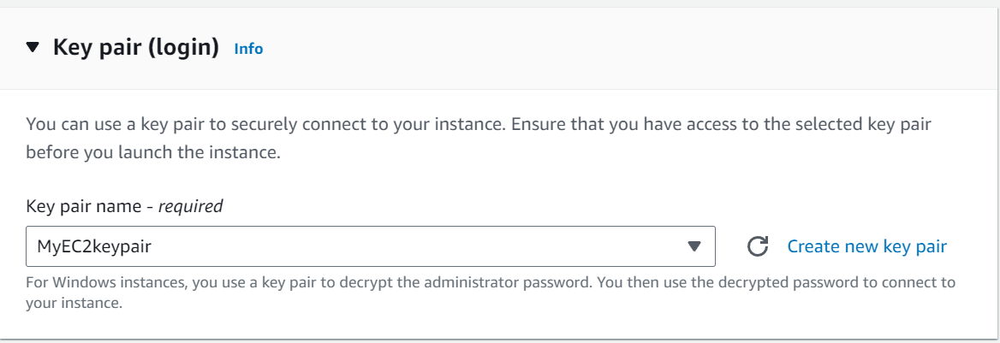 Key pair (login) Info
You can use a key pair to securely connect to your instance. Ensure that you have access to the selected key pair
before you launch the instance.
Key pair name - required
MyEC2keypair
Create new key pair
For Windows instances, you use a key pair to decrypt the administrator password. You then use the decrypted password to connect to
your instance.